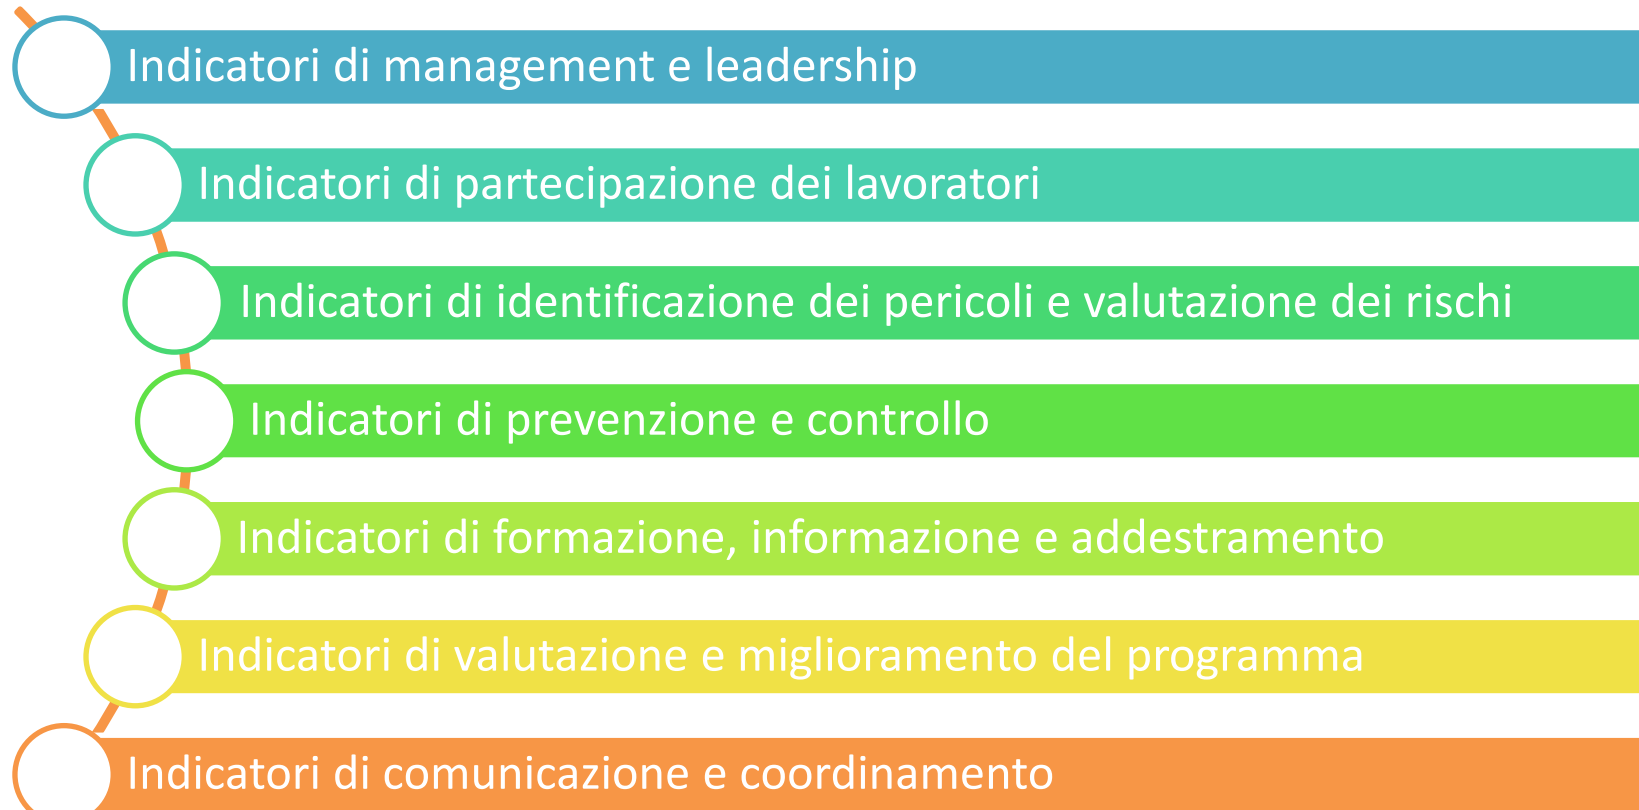 Indicatori di management e leadership
Indicatori di partecipazione dei lavoratori
Indicatori di identificazione dei pericoli e valutazione dei rischi
Indicatori di prevenzione e controllo
Indicatori di formazione, informazione e addestramento
Indicatori di valutazione e miglioramento del programma
Indicatori di comunicazione e coordinamento